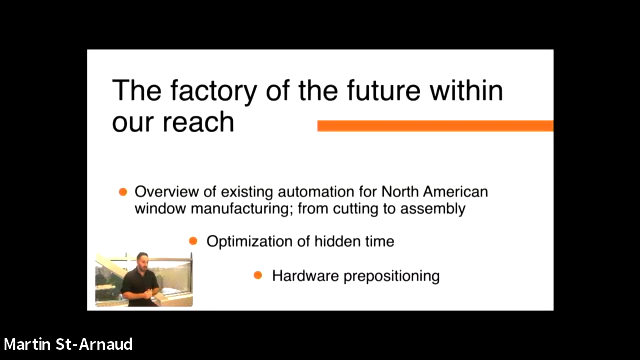 The factory of the future within
our reach
Overview of existing automation for North American
window manufacturing; from cutting to assembly
Optimization of hidden time
Hardware prepositioning
Martin St-Arnaud